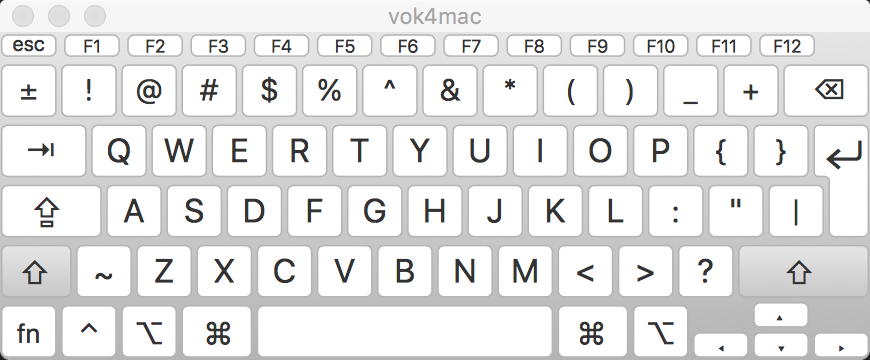 vok4mac
esc F1 F2 F3 F4 F5 F6 F7 F8 F9 F10 F11 F12
± ! @ # $ % ^ & * ( ) _ + ⌫
⇥ Q W E R T Y U I O P { } ↵
⇪ A S D F G H J K L : " |
⇧ ~ Z X C V B N M < > ? ⇧
fn ^ ⌥ ⌘ ⌘ ⌥ ◂ ▴ ▾ ▸